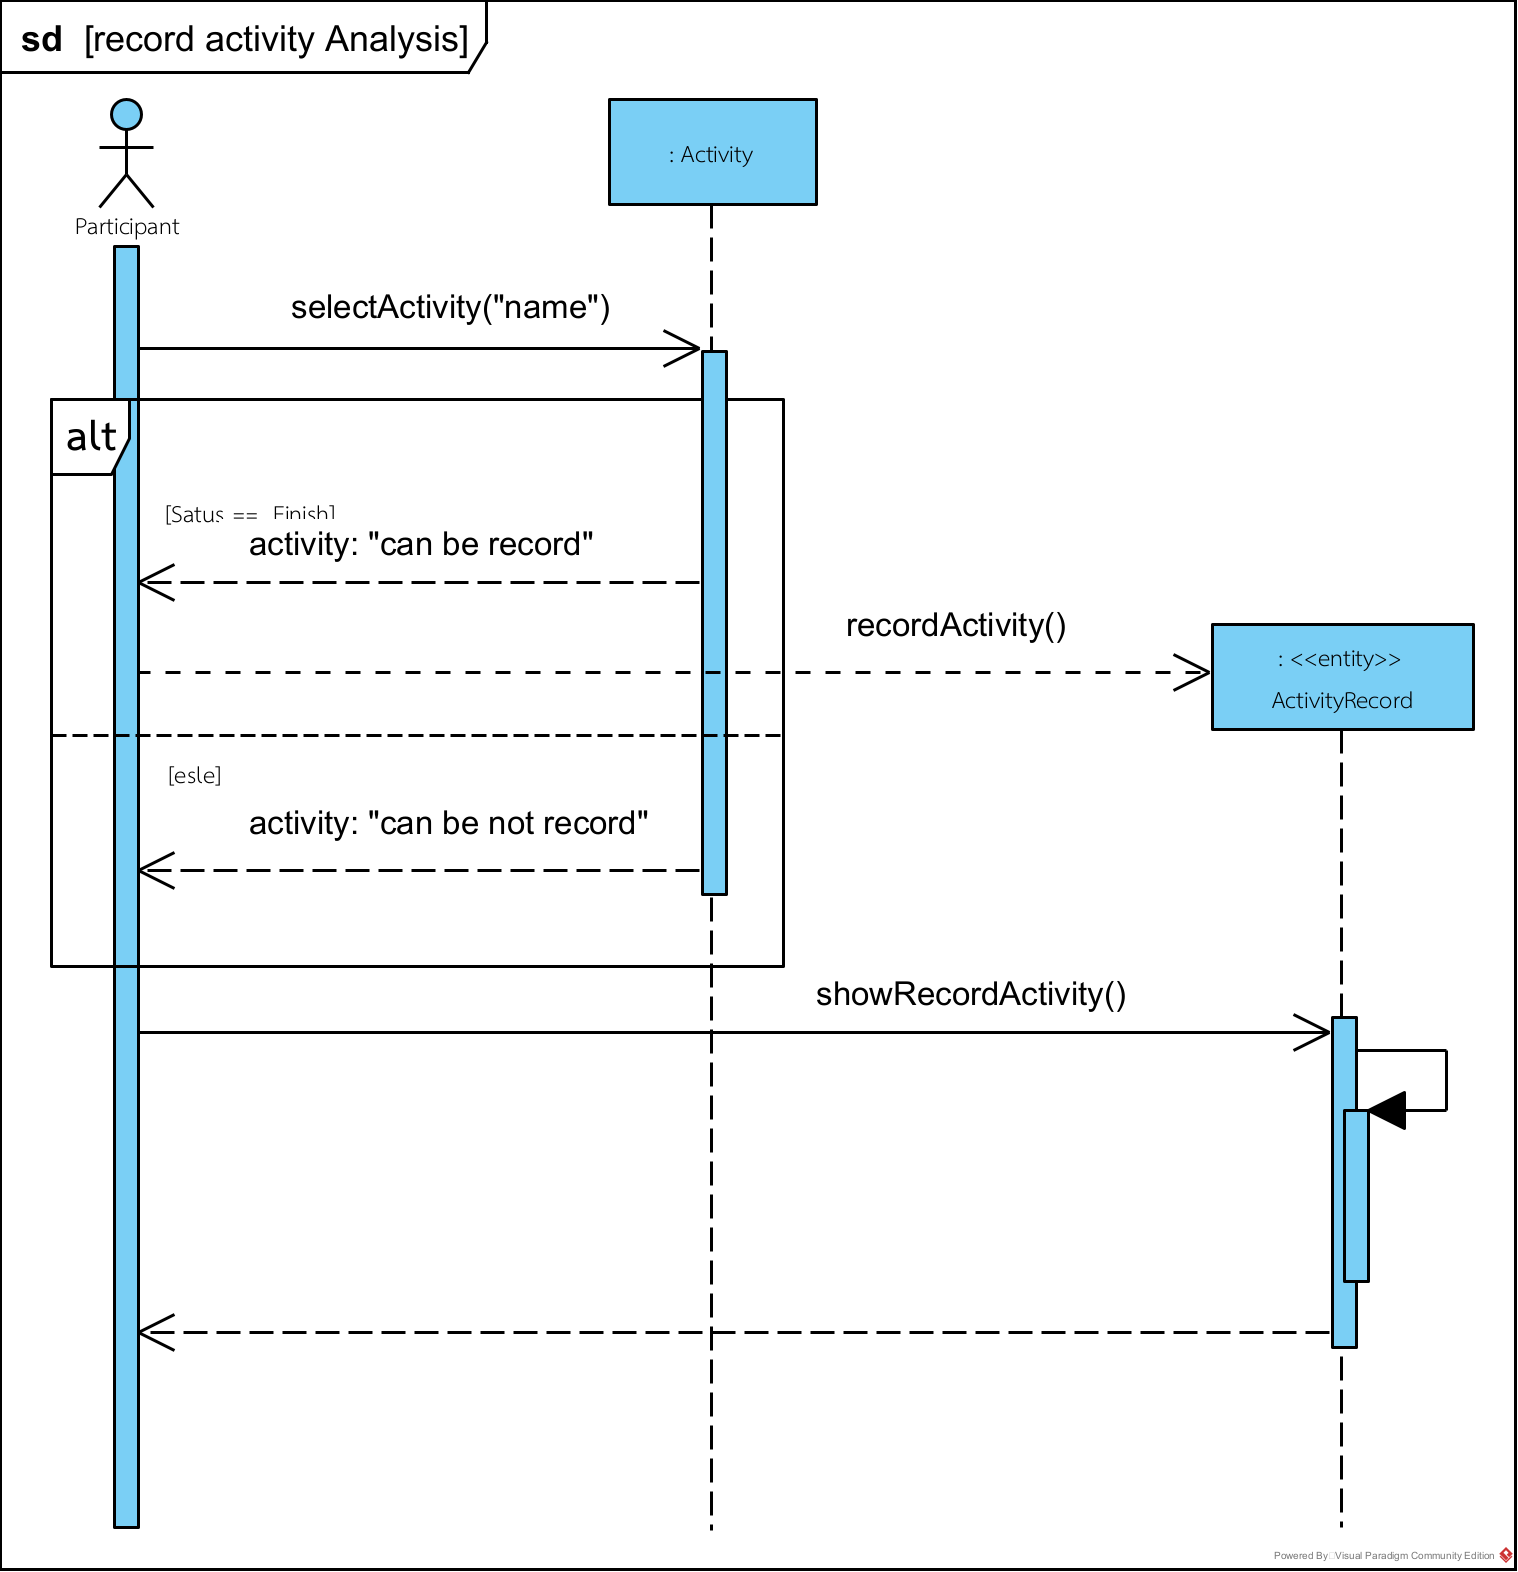 sd [record activity Analysis]
Participant
: Activity
selectActivity("name")
alt
[Satus == Finish]
activity: "can be record"
recordActivity()
: <<entity>>
ActivityRecord
[esle]
activity: "can be not record"
showRecordActivity()
Powered By Visual Paradigm Community Edition